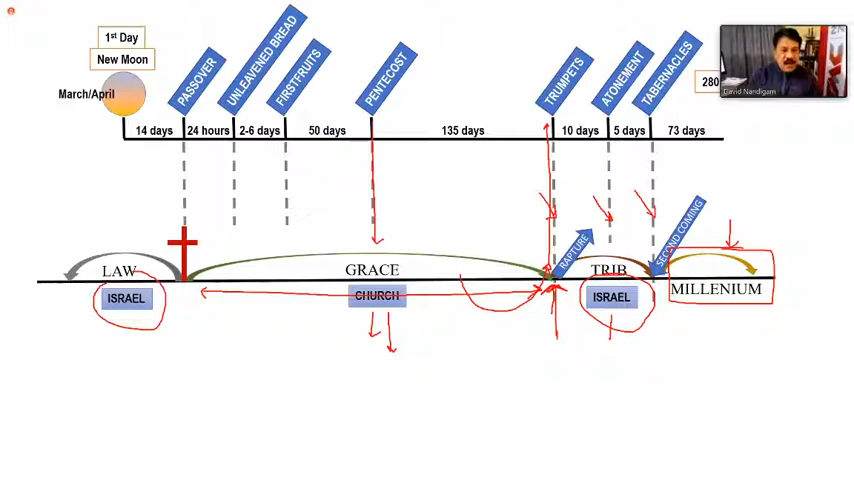 1st Day
New Moon
March/April
PASSOVER
UNLEAVENED BREAD
FIRSTFRUITS
PENTECOST
TRUMPETS
ATONEMENT
TABERNACLES
280
David Nandigam
14 days
24 hours
2-6 days
50 days
135 days
10 days
5 days
73 days
RAPTURE
SECOND COMING
LAW
GRACE
TRIB
MILLENIUM
ISRAEL
CHURCH
ISRAEL